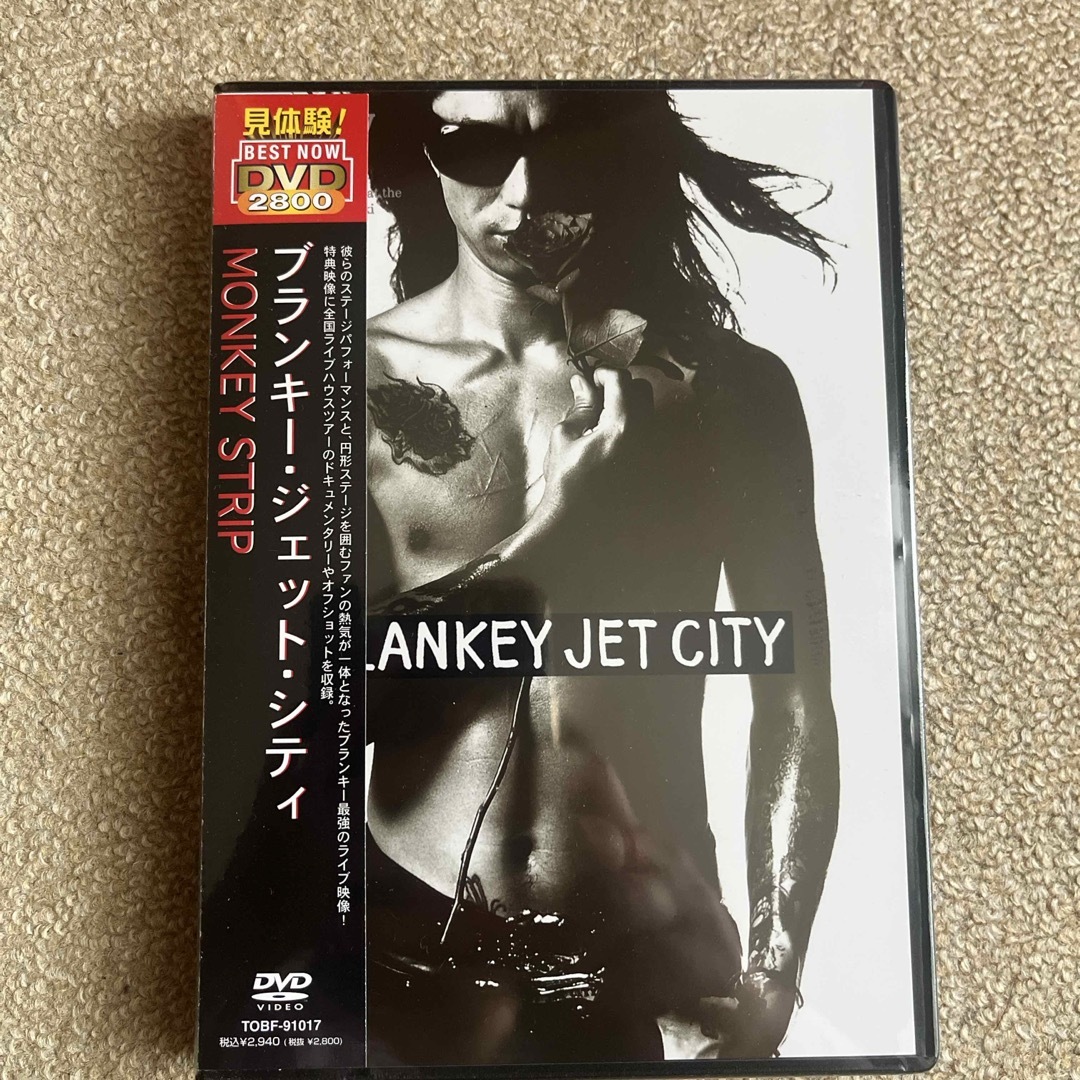 見体験!
BEST NOW
DVD
2800
ブランキー・ジェット・シティ
MONKEY STRIP
彼らのステージパフォーマンスと、円形ステージを囲むファンの熱気が一体となったブランキー最強のライブ映像!
特典映像に全国ライブハウスツアーのドキュメンタリーやオフショットを収録。
at the
LANKEY JET CITY
DVD
VIDEO
TOBF-91017
税込¥2,940 (税抜 ¥2,800)